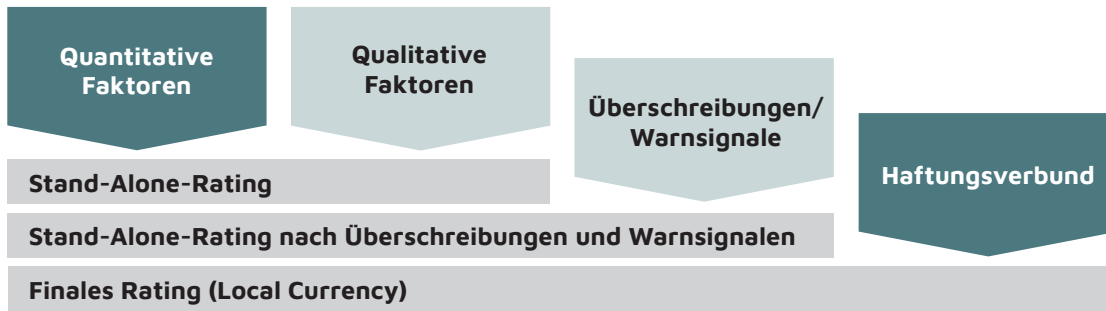 Quantitative
Faktoren
Qualitative
Faktoren
Überschreibungen/
Warnsignale
Haftungsverbund
Stand-Alone-Rating
Stand-Alone-Rating nach Überschreibungen und Warnsignalen
Finales Rating (Local Currency)